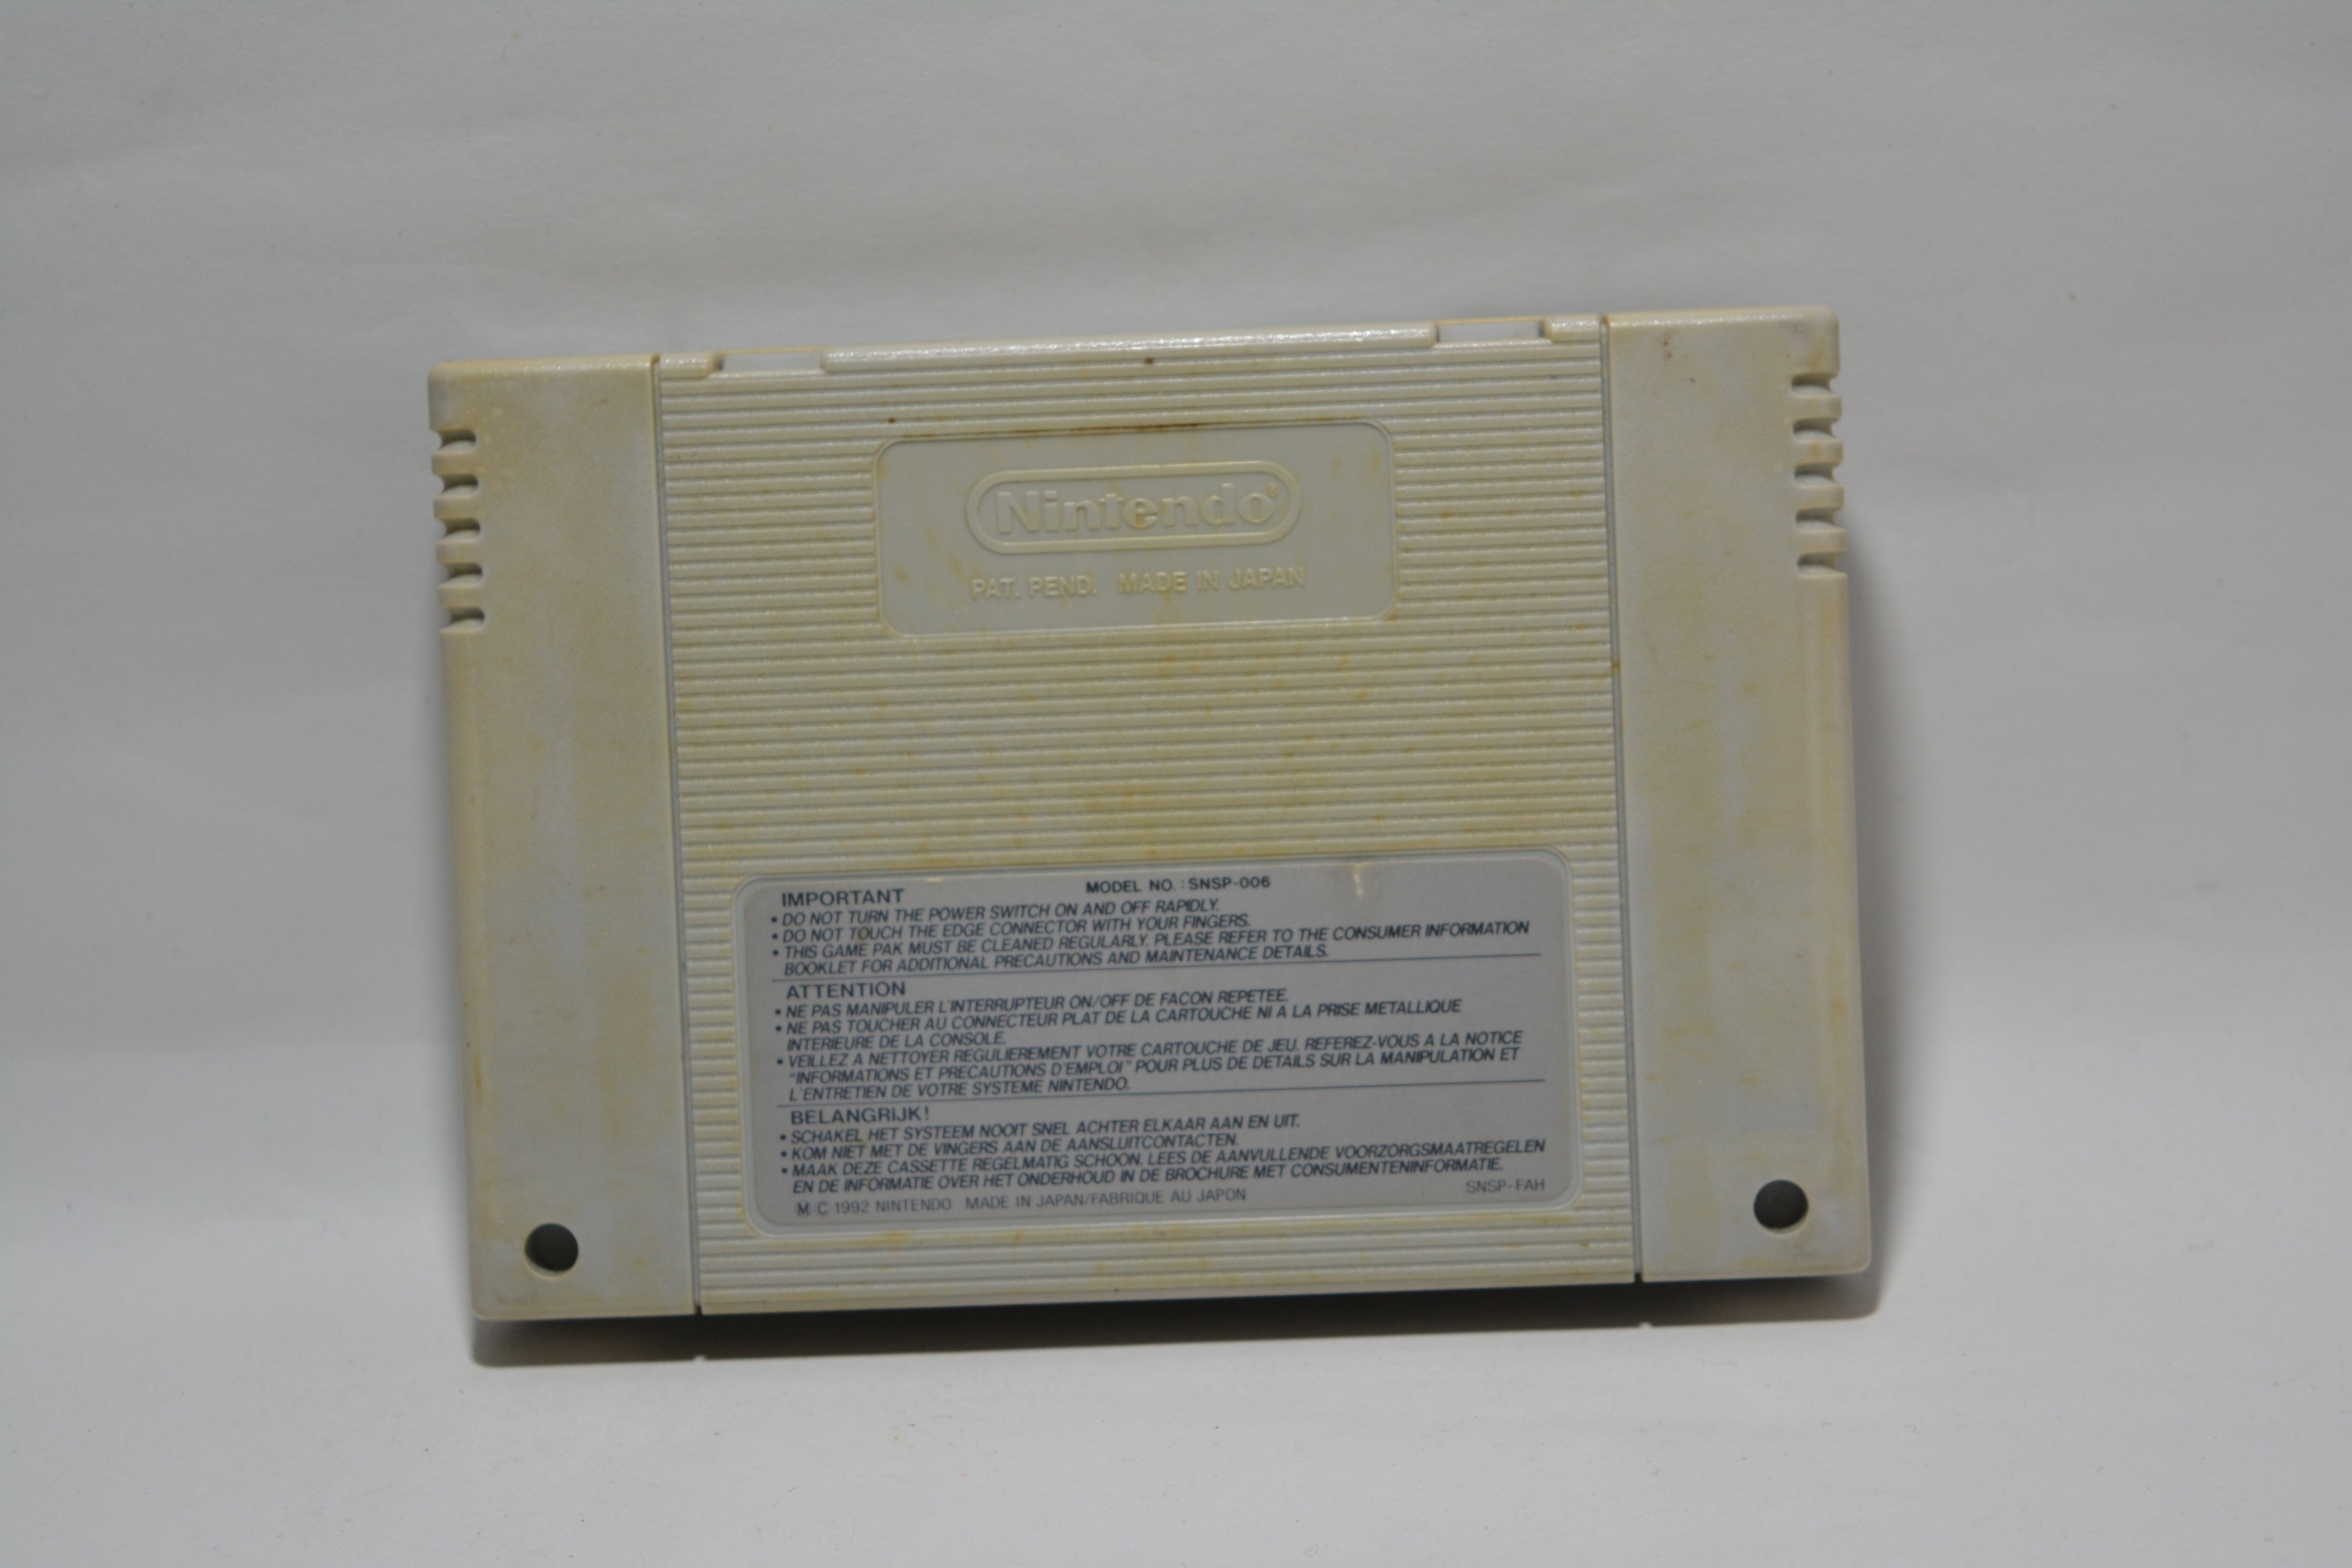 Nintendo®
PAT. PEND. MADE IN JAPAN
IMPORTANT MODEL NO. : SNSP-006
• DO NOT TURN THE POWER SWITCH ON AND OFF RAPIDLY.
• DO NOT TOUCH THE EDGE CONNECTOR WITH YOUR FINGERS.
• THIS GAME PAK MUST BE CLEANED REGULARLY. PLEASE REFER TO THE CONSUMER INFORMATION
BOOKLET FOR ADDITIONAL PRECAUTIONS AND MAINTENANCE DETAILS.
ATTENTION
• NE PAS MANIPULER L'INTERRUPTEUR ON/OFF DE FACON REPETEE.
• NE PAS TOUCHER AU CONNECTEUR PLAT DE LA CARTOUCHE NI A LA PRISE METALLIQUE
INTERIEURE DE LA CONSOLE.
• VEILLEZ A NETTOYER REGULIEREMENT VOTRE CARTOUCHE DE JEU. REFEREZ-VOUS A LA NOTICE
"INFORMATIONS ET PRECAUTIONS D'EMPLOI" POUR PLUS DE DETAILS SUR LA MANIPULATION ET
L'ENTRETIEN DE VOTRE SYSTEME NINTENDO.
BELANGRIJK!
• SCHAKEL HET SYSTEEM NOOIT SNEL ACHTER ELKAAR AAN EN UIT.
• KOM NIET MET DE VINGERS AAN DE AANSLUITCONTACTEN.
• MAAK DEZE CASSETTE REGELMATIG SCHOON. LEES DE AANVULLENDE VOORZORGSMAATREGELEN
EN DE INFORMATIE OVER HET ONDERHOUD IN DE BROCHURE MET CONSUMENTENINFORMATIE.
Ⓜ © 1992 NINTENDO MADE IN JAPAN/FABRIQUE AU JAPON SNSP-FAH